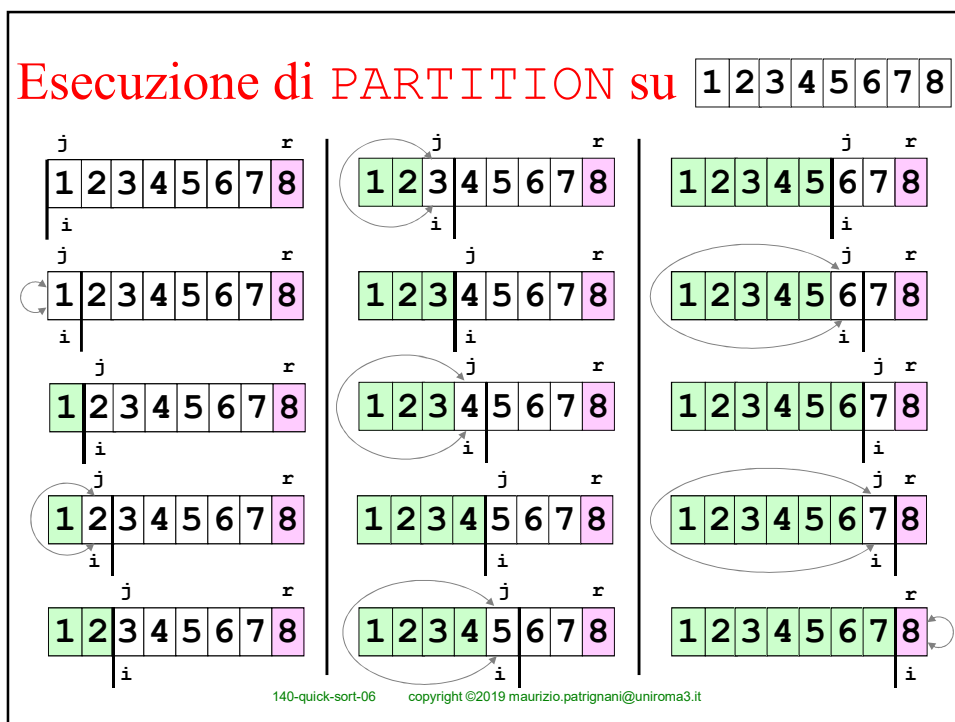 Esecuzione di PARTITION su 1 2 3 4 5 6 7 8
j r
1 2 3 4 5 6 7 8
i
j r
1 2 3 4 5 6 7 8
i
j r
1 2 3 4 5 6 7 8
i
j r
1 2 3 4 5 6 7 8
i
j r
1 2 3 4 5 6 7 8
i
j r
1 2 3 4 5 6 7 8
i
j r
1 2 3 4 5 6 7 8
i
j r
1 2 3 4 5 6 7 8
i
j r
1 2 3 4 5 6 7 8
i
j r
1 2 3 4 5 6 7 8
i
j r
1 2 3 4 5 6 7 8
i
j r
1 2 3 4 5 6 7 8
i
j r
1 2 3 4 5 6 7 8
i
j r
1 2 3 4 5 6 7 8
i
r
1 2 3 4 5 6 7 8
i
140-quick-sort-06 copyright ©2019 maurizio.patrignani@uniroma3.it